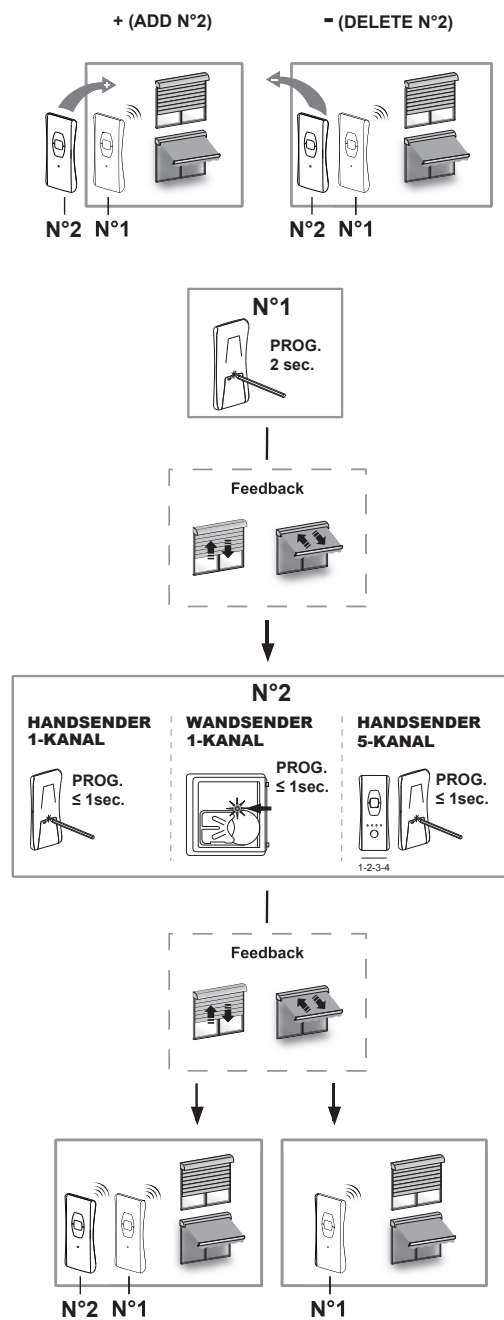 + (ADD N°2)
- (DELETE N°2)
+
-
N°2 N°1
N°2 N°1
N°1
PROG.
2 sec.
Feedback
N°2
HANDSENDER
1-KANAL
PROG.
≤ 1sec.
WANDSENDER
1-KANAL
PROG.
≤ 1sec.
HANDSENDER
5-KANAL
PROG.
≤ 1sec.
1-2-3-4
Feedback
N°2 N°1
N°1